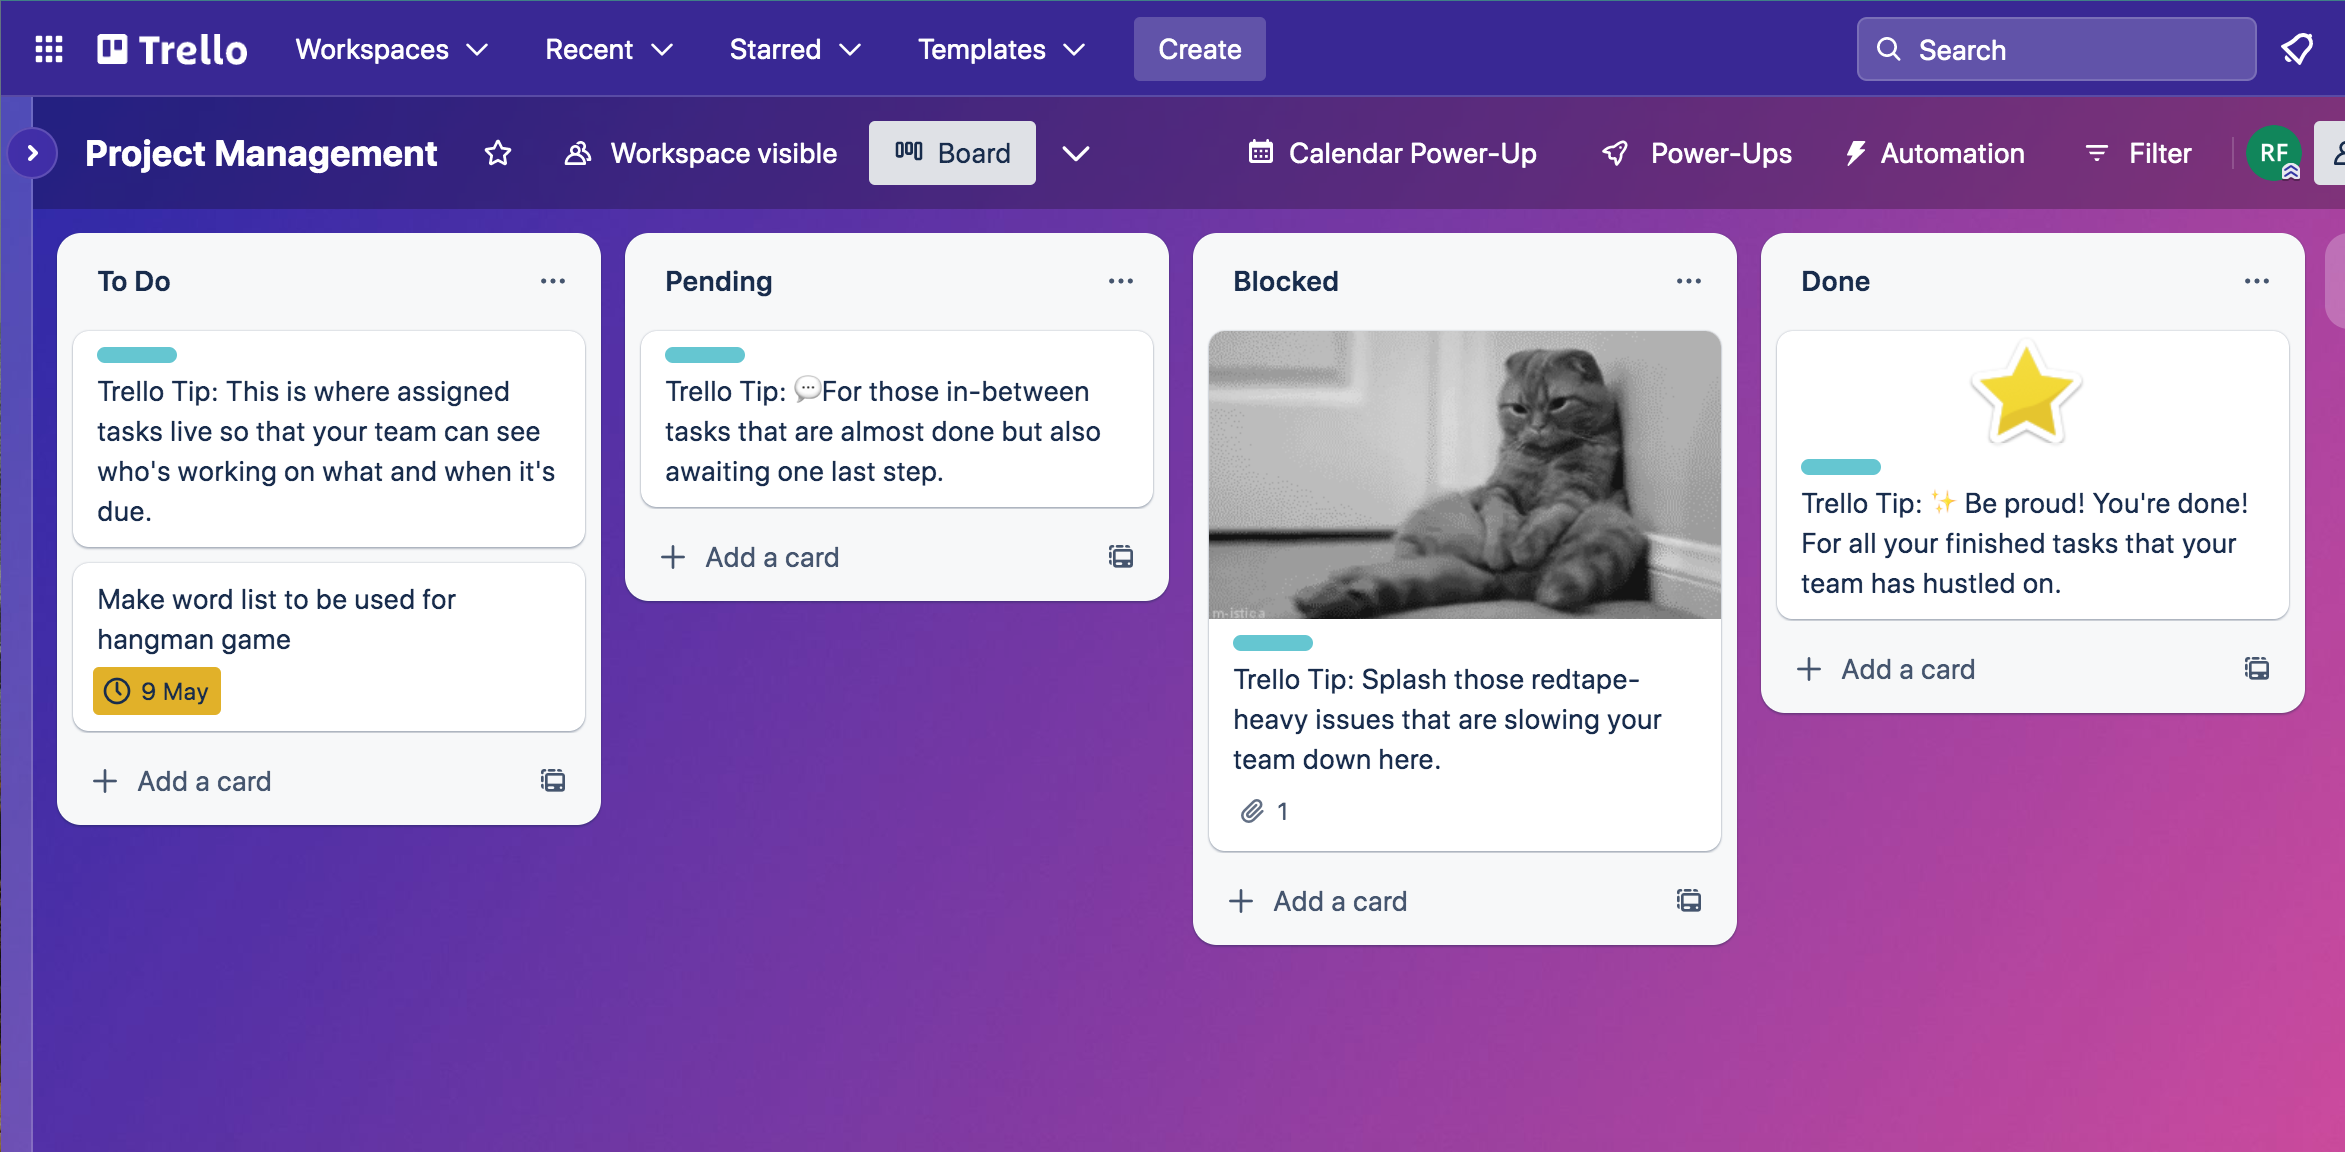 Trello
Workspaces
Recent
Starred
Templates
Create
Search
Project Management
Workspace visible
Board
Calendar Power-Up
Power-Ups
Automation
Filter
RF
To Do
Trello Tip: This is where assigned
tasks live so that your team can see
who's working on what and when it's
due.
Make word list to be used for
hangman game
9 May
Add a card
Pending
Trello Tip: 💬For those in-between
tasks that are almost done but also
awaiting one last step.
Add a card
Blocked
m-istica
Trello Tip: Splash those redtape-
heavy issues that are slowing your
team down here.
1
Add a card
Done
Trello Tip: ✨ Be proud! You're done!
For all your finished tasks that your
team has hustled on.
Add a card